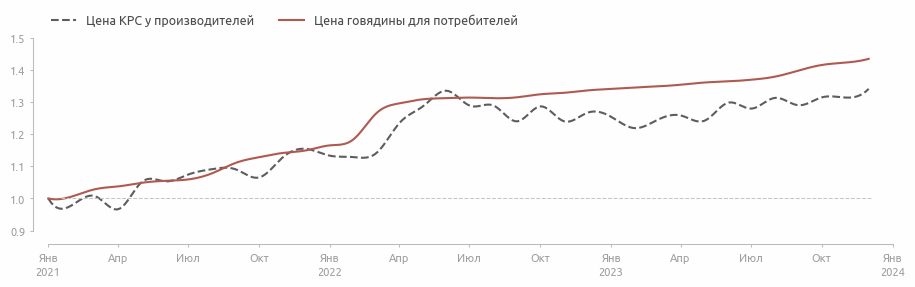 Цена КРС у производителей
Цена говядины для потребителей
1.5
1.4
1.3
1.2
1.1
1.0
0.9
Янв Апр Июл Окт Янв Апр Июл Окт Янв Апр Июл Окт Янв
2021 2022 2023 2024